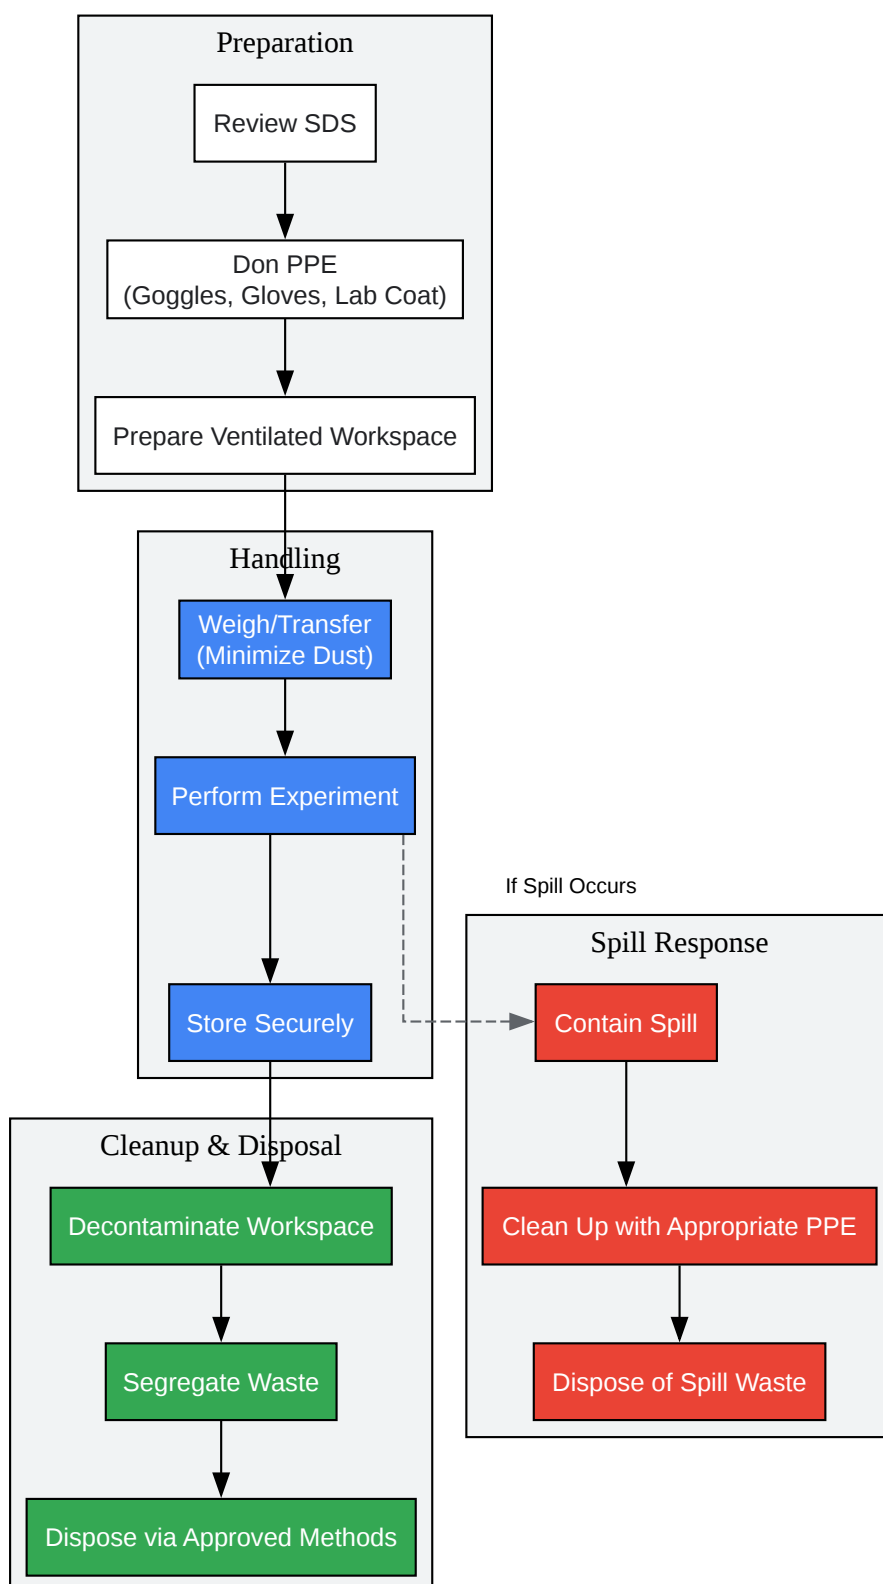 Preparation
Review SDS
Don PPE
(Goggles, Gloves, Lab Coat)
Prepare Ventilated Workspace
Handling
Weigh/Transfer
(Minimize Dust)
Perform Experiment
Store Securely
If Spill Occurs
Spill Response
Contain Spill
Clean Up with Appropriate PPE
Dispose of Spill Waste
Cleanup & Disposal
Decontaminate Workspace
Segregate Waste
Dispose via Approved Methods